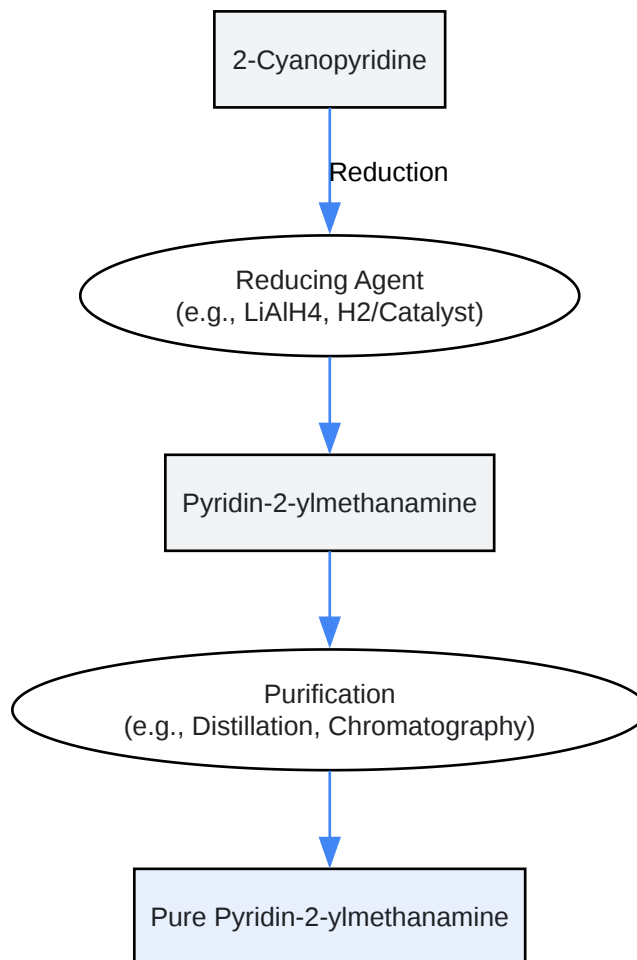 2-Cyanopyridine
Reduction
Reducing Agent
(e.g., LiAlH4, H2/Catalyst)
Pyridin-2-ylmethanamine
Purification
(e.g., Distillation, Chromatography)
Pure Pyridin-2-ylmethanamine